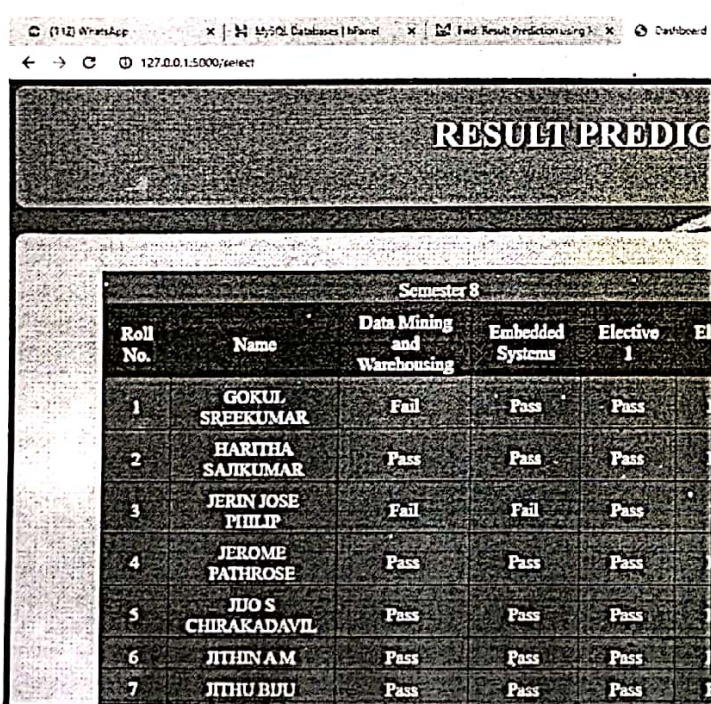 (112) WhatsApp
MySQL Databases | hPanel
Fwd: Result Prediction using
Dashboard
127.0.0.1:5000/select
RESULT PREDIC
Semester 8
Roll No.
Name
Data Mining and Warehousing
Embedded Systems
Elective 1
El
1 GOKUL SREEKUMAR Fail Pass Pass
2 HARITHA SAJIKUMAR Pass Pass Pass
3 JERIN JOSE PHILIP Fail Fail Pass
4 JEROME PATHROSE Pass Pass Pass
5 JIJO S CHIRAKADAVIL Pass Pass Pass
6 JITHIN A M Pass Pass Pass
7 JITHU BIJU Pass Pass Pass